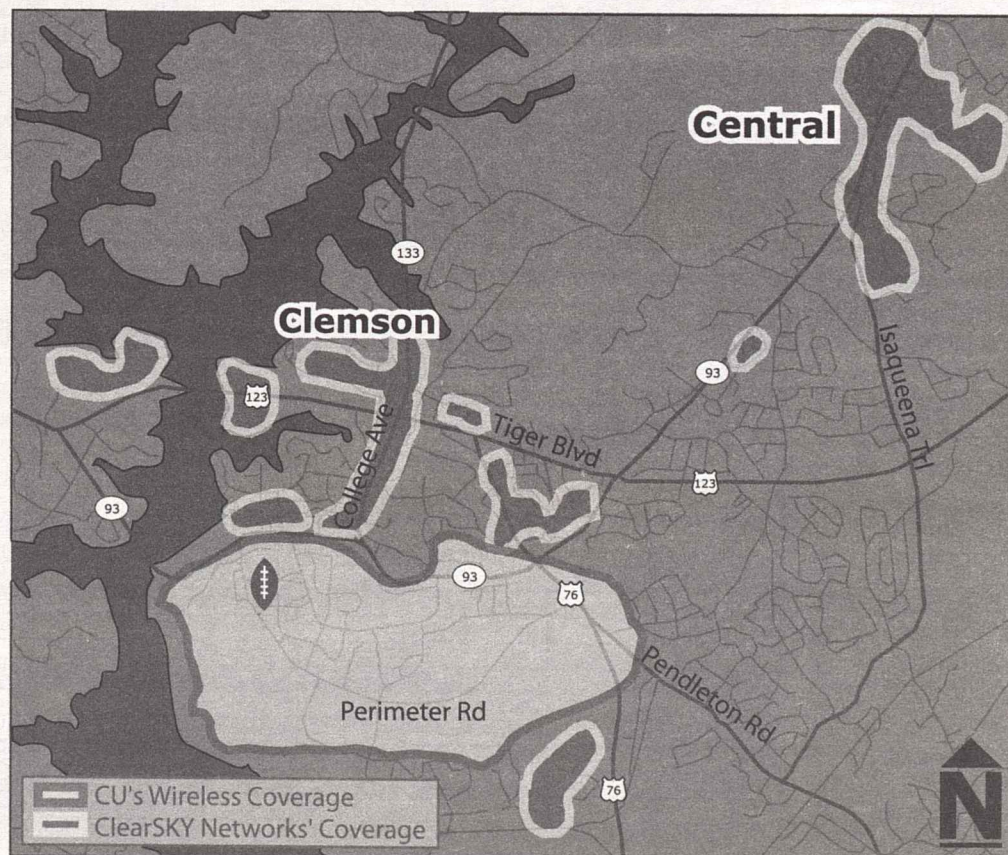 Central
133
Clemson
Isaqueena Trl
93
123
College Ave
Tiger Blvd
123
93
93
76
Pendleton Rd
Perimeter Rd
76
CU's Wireless Coverage
ClearSKY Networks' Coverage
N